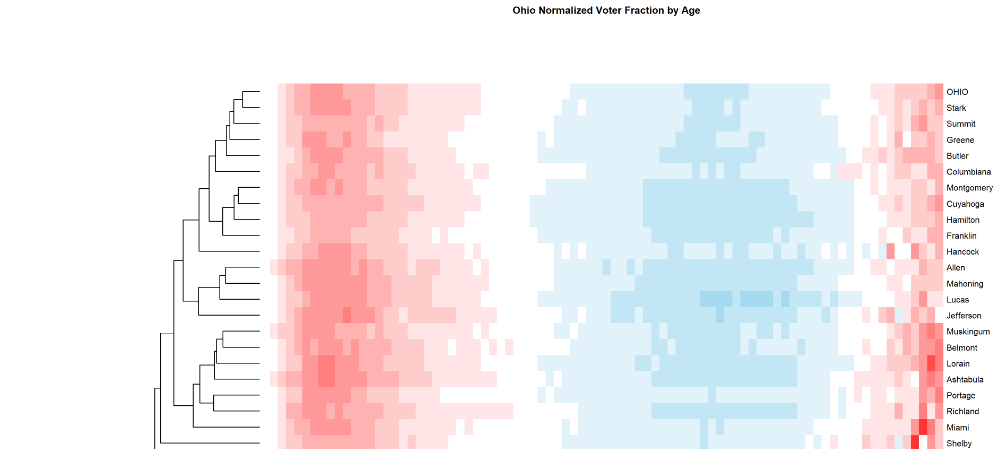 Ohio Normalized Voter Fraction by Age
OHIO
Stark
Summit
Greene
Butler
Columbiana
Montgomery
Cuyahoga
Hamilton
Franklin
Hancock
Allen
Mahoning
Lucas
Jefferson
Muskingum
Belmont
Lorain
Ashtabula
Portage
Richland
Miami
Shelby